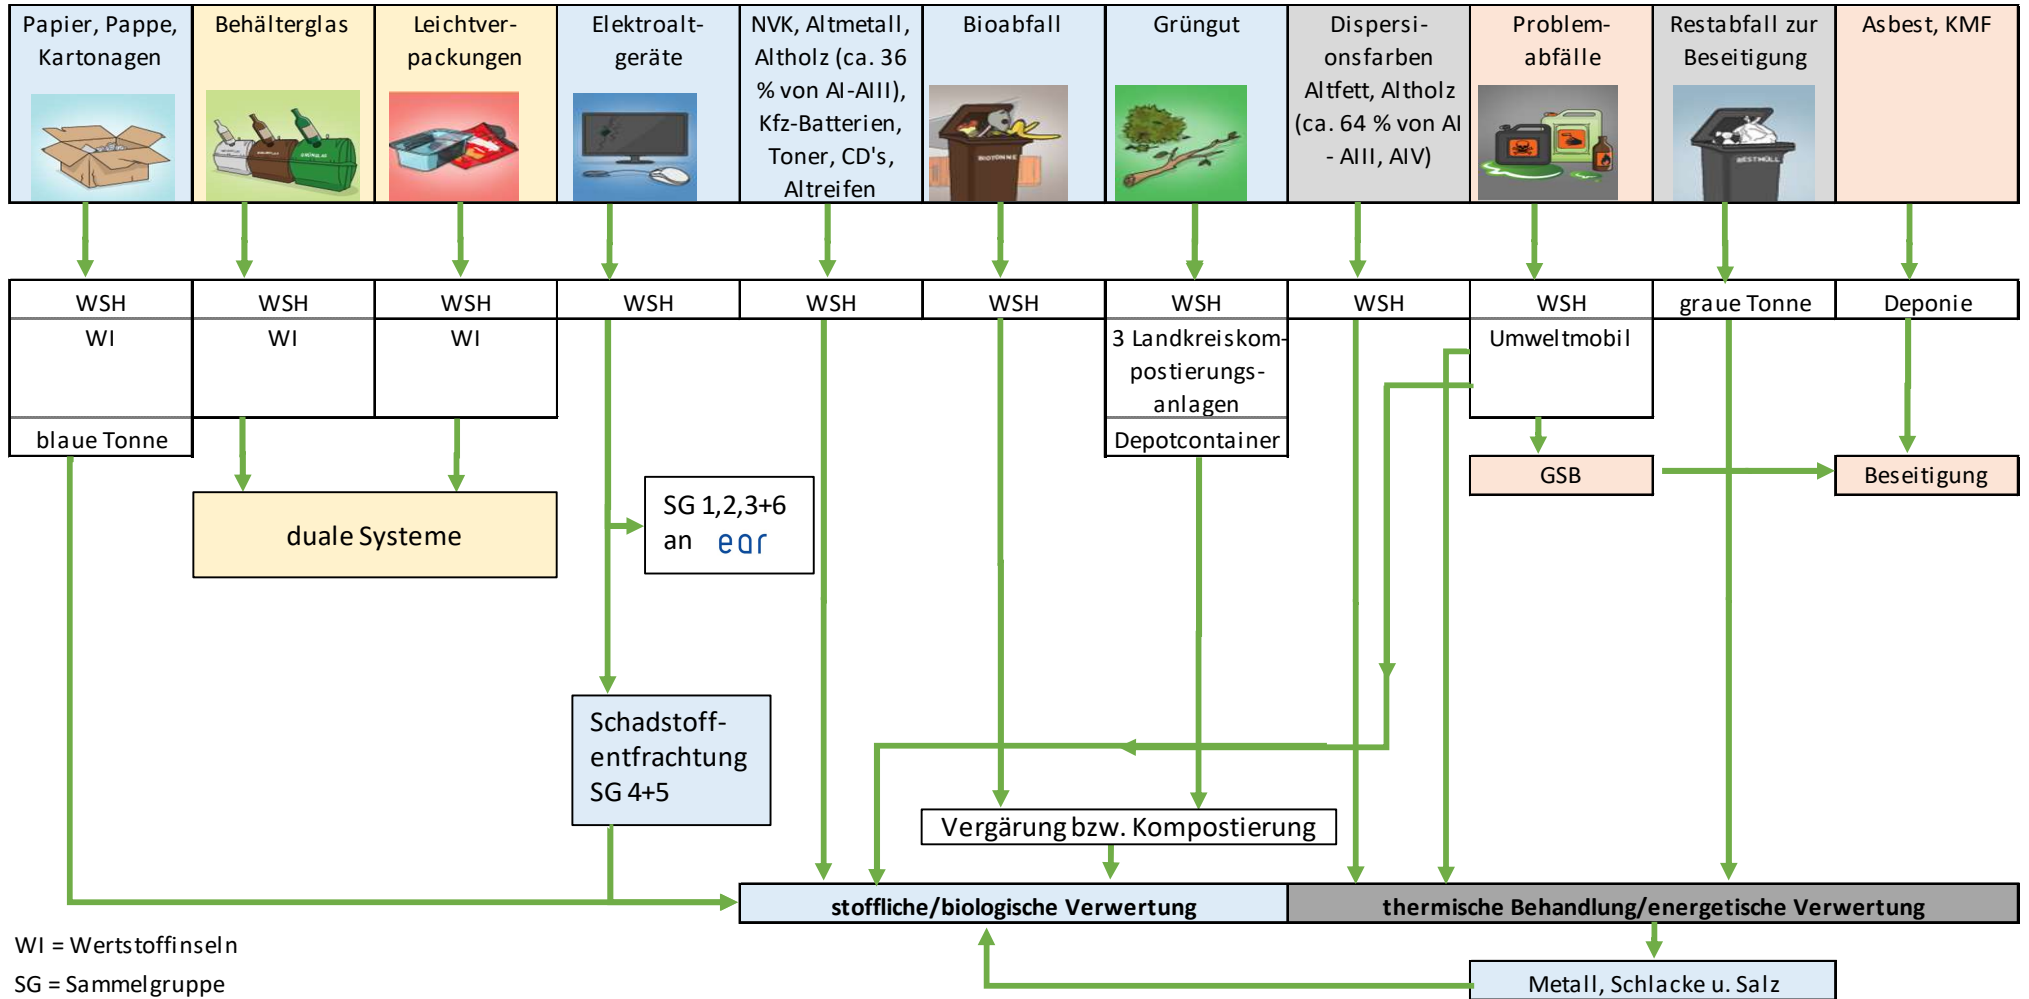 Papier, Pappe,
Kartonagen
Behälterglas
Leichtver-
packungen
Elektroalt-
geräte
NVK, Altmetall,
Altholz (ca. 36
% von AI-AIII),
Kfz-Batterien,
Toner, CD's,
Altreifen
Bioabfall
BIOTONNE
Grüngut
Dispersi-
onsfarben
Altfett, Altholz
(ca. 64 % von AI
- AIII, AIV)
Problem-
abfälle
Restabfall zur
Beseitigung
RESTMÜLL
Asbest, KMF
WSH
WSH
WSH
WSH
WSH
WSH
WSH
WSH
WSH
graue Tonne
Deponie
WI
WI
WI
3 Landkreiskom-
postierungs-
anlagen
Umweltmobil
blaue Tonne
Depotcontainer
GSB
Beseitigung
duale Systeme
SG 1,2,3+6
an ear
Schadstoff-
entfrachtung
SG 4+5
Vergärung bzw. Kompostierung
stoffliche/biologische Verwertung
thermische Behandlung/energetische Verwertung
WI = Wertstoffinseln
SG = Sammelgruppe
Metall, Schlacke u. Salz